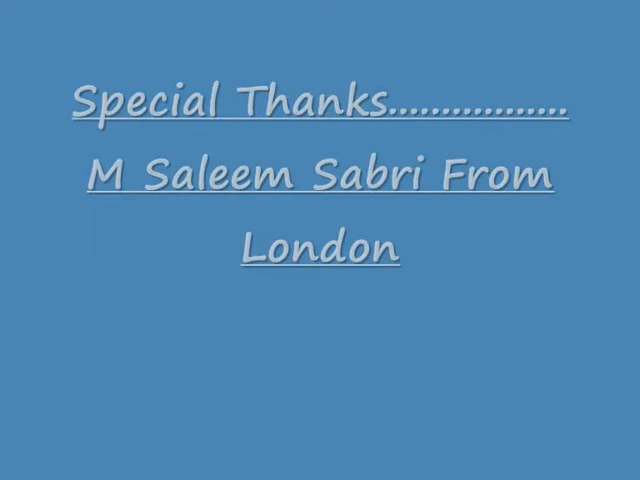 Special Thanks.................
M Saleem Sabri From
London